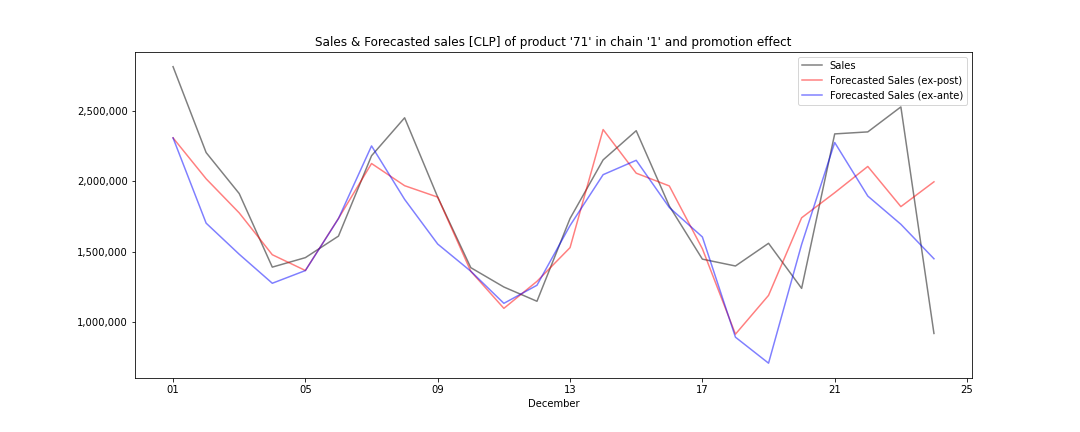 Sales & Forecasted sales [CLP] of product '71' in chain '1' and promotion effect
Sales
Forecasted Sales (ex-post)
Forecasted Sales (ex-ante)
2,500,000
2,000,000
1,500,000
1,000,000
01 05 09 13 17 21 25
December